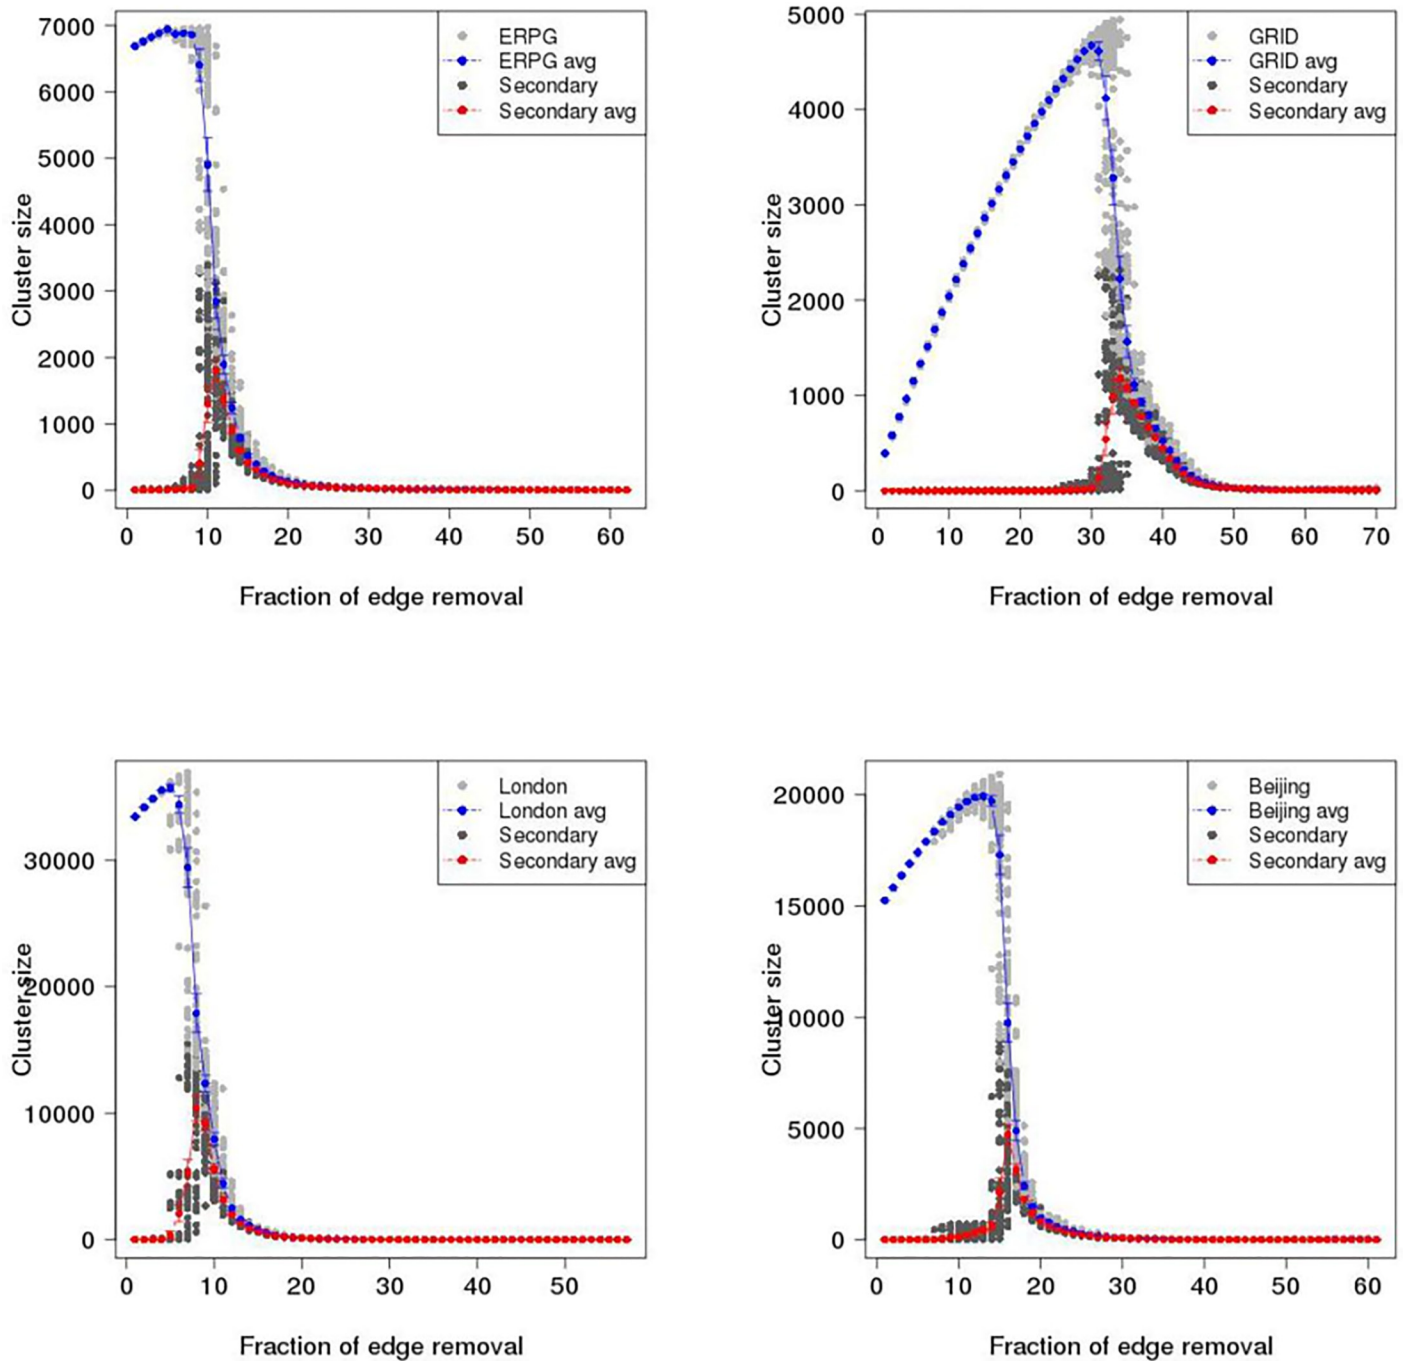 7000
6000
5000
4000
3000
2000
1000
0
0 10 20 30 40 50 60
Cluster size
Fraction of edge removal
ERPG
ERPG avg
Secondary
Secondary avg
5000
4000
3000
2000
1000
0
0 10 20 30 40 50 60 70
Cluster size
Fraction of edge removal
GRID
GRID avg
Secondary
Secondary avg
30000
20000
10000
0
0 10 20 30 40 50
Cluster size
Fraction of edge removal
London
London avg
Secondary
Secondary avg
20000
15000
10000
5000
0
0 10 20 30 40 50 60
Cluster size
Fraction of edge removal
Beijing
Beijing avg
Secondary
Secondary avg